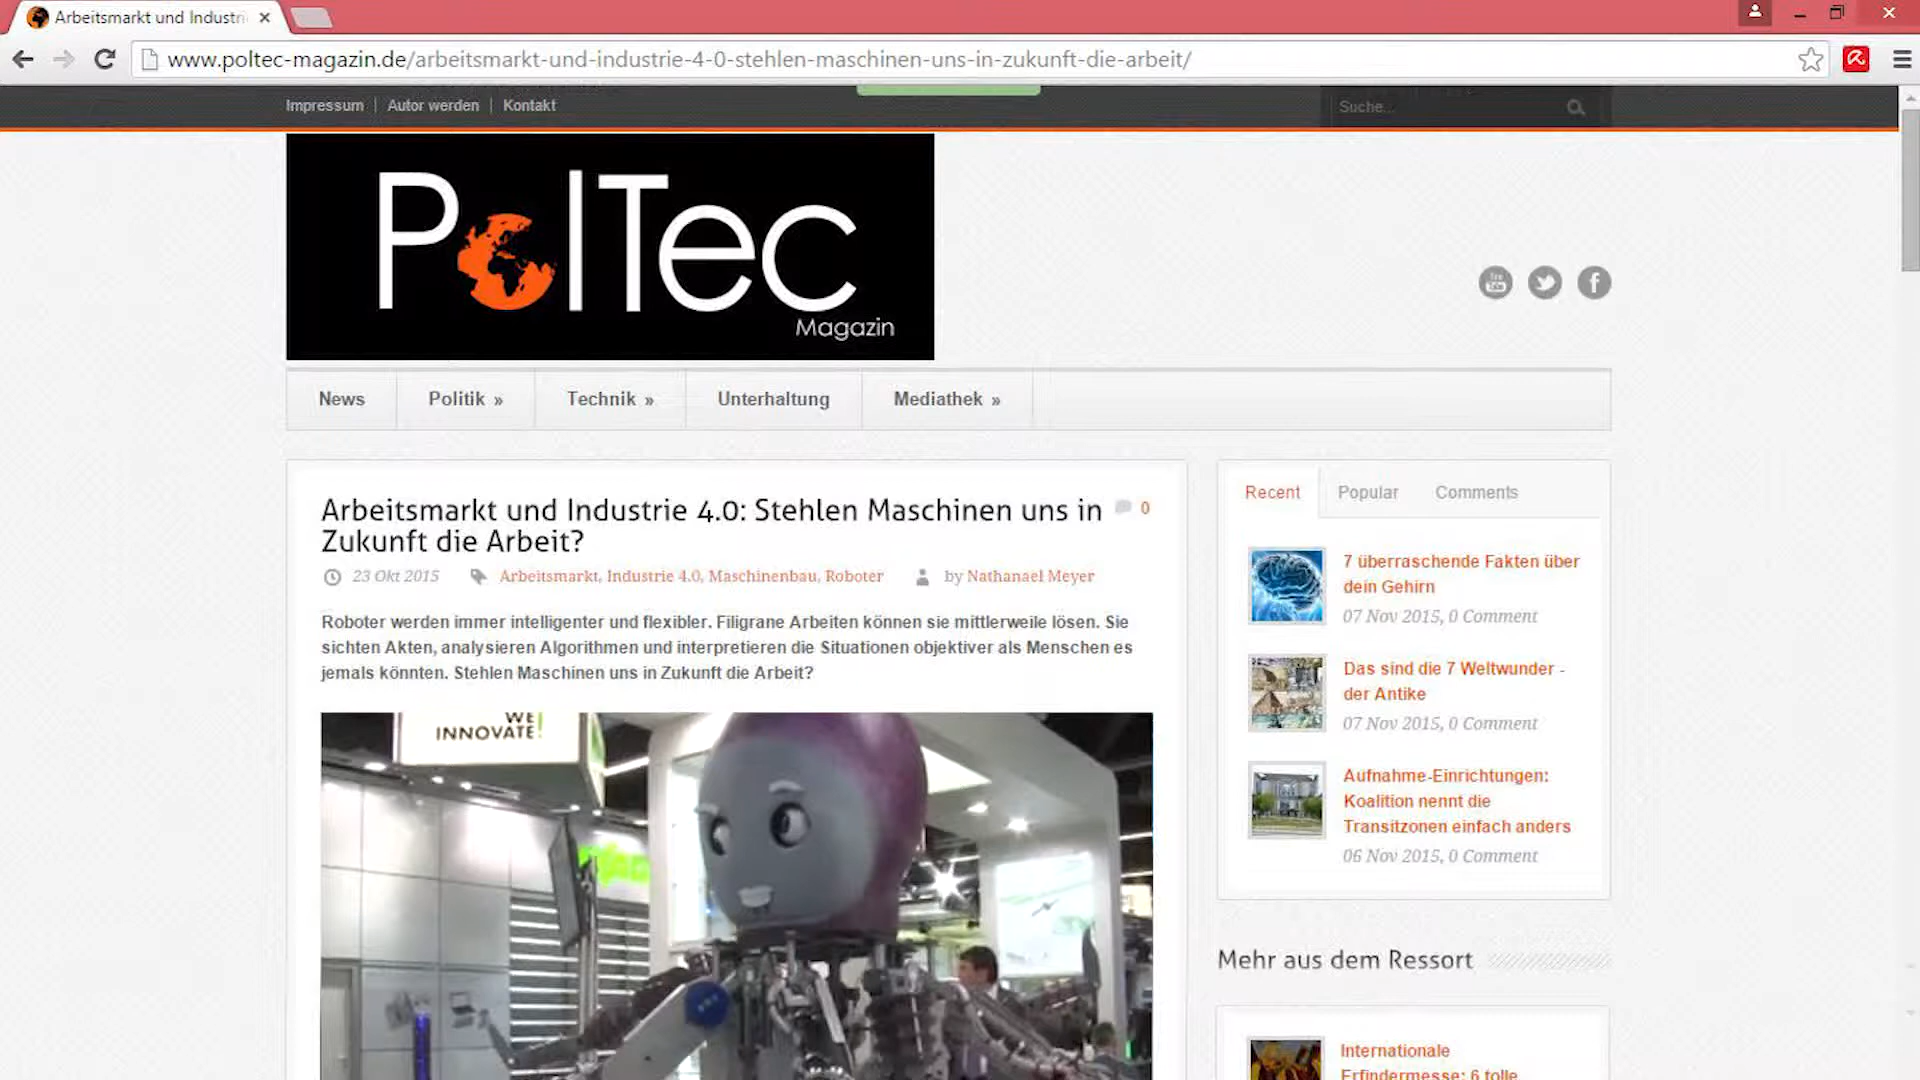 Arbeitsmarkt und Industri
www.poltec-magazin.de/arbeitsmarkt-und-industrie-4-0-stehlen-maschinen-uns-in-zukunft-die-arbeit/
Impressum | Autor werden | Kontakt
Suche...
PolTec
Magazin
You
Tube
News
Politik »
Technik »
Unterhaltung
Mediathek »
Arbeitsmarkt und Industrie 4.0: Stehlen Maschinen uns in
Zukunft die Arbeit?
0
23 Okt 2015
Arbeitsmarkt, Industrie 4.0, Maschinenbau, Roboter
by Nathanael Meyer
Roboter werden immer intelligenter und flexibler. Filigrane Arbeiten können sie mittlerweile lösen. Sie
sichten Akten, analysieren Algorithmen und interpretieren die Situationen objektiver als Menschen es
jemals könnten. Stehlen Maschinen uns in Zukunft die Arbeit?
WE
INNOVATE!
Recent
Popular
Comments
7 überraschende Fakten über
dein Gehirn
07 Nov 2015, 0 Comment
Das sind die 7 Weltwunder -
der Antike
07 Nov 2015, 0 Comment
Aufnahme-Einrichtungen:
Koalition nennt die
Transitzonen einfach anders
06 Nov 2015, 0 Comment
Mehr aus dem Ressort
Internationale
Erfindermesse: 6 tolle